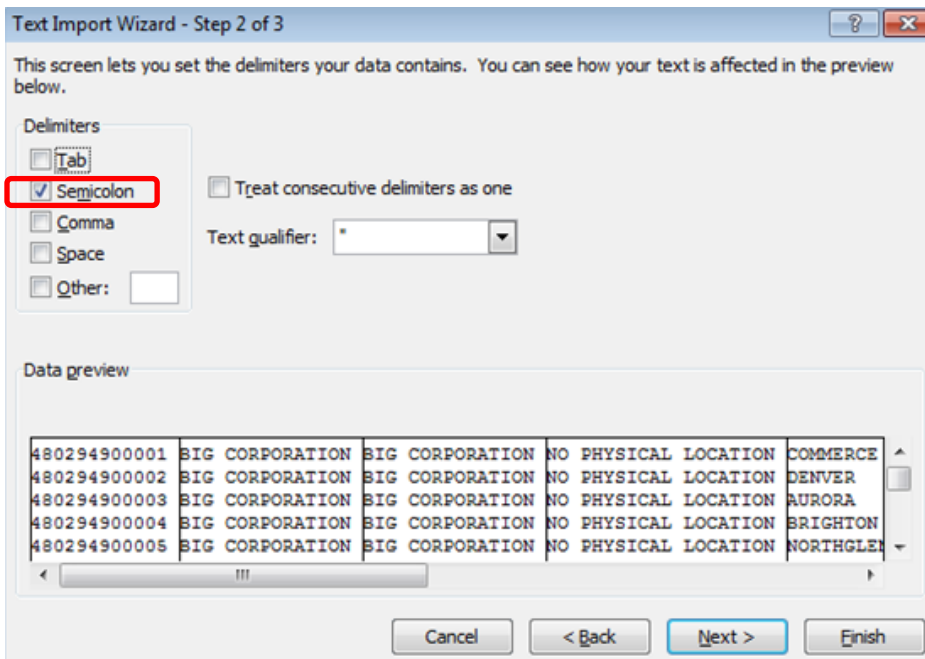 Text Import Wizard - Step 2 of 3
This screen lets you set the delimiters your data contains. You can see how your text is affected in the preview
below.
Delimiters
Tab
Semicolon
Comma
Space
Other:
Treat consecutive delimiters as one
Text qualifier: "
Data preview
480294900001 BIG CORPORATION BIG CORPORATION NO PHYSICAL LOCATION COMMERCE
480294900002 BIG CORPORATION BIG CORPORATION NO PHYSICAL LOCATION DENVER
480294900003 BIG CORPORATION BIG CORPORATION NO PHYSICAL LOCATION AURORA
480294900004 BIG CORPORATION BIG CORPORATION NO PHYSICAL LOCATION BRIGHTON
480294900005 BIG CORPORATION BIG CORPORATION NO PHYSICAL LOCATION NORTHGLEN
Cancel < Back Next > Finish